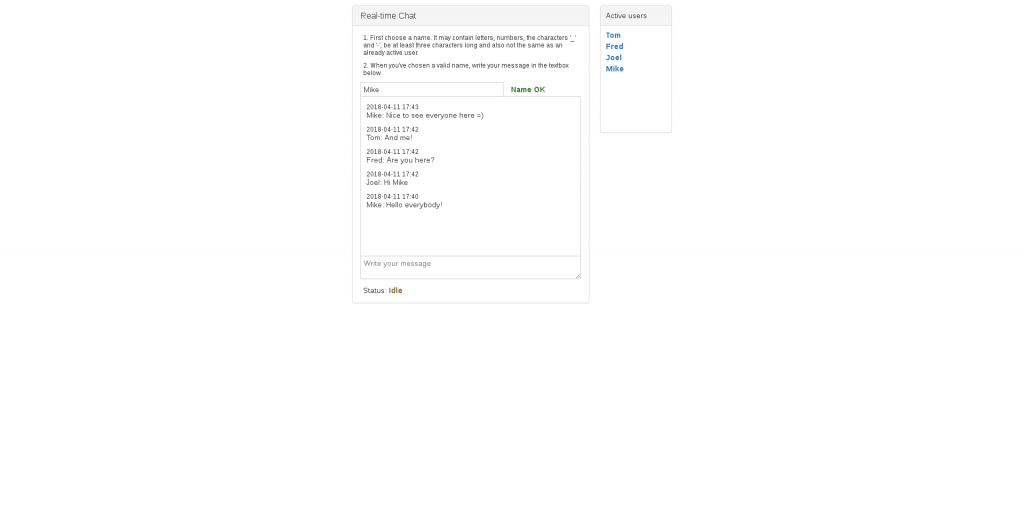 Real-time Chat
1. First choose a name. It may contain letters, numbers, the characters '_'
and '-', be at least three characters long and also not the same as an
already active user.
2. When you've chosen a valid name, write your message in the textbox
below.
Mike
Name OK
2018-04-11 17:43
Mike: Nice to see everyone here =)
2018-04-11 17:42
Tom: And me!
2018-04-11 17:42
Fred: Are you here?
2018-04-11 17:42
Joel: Hi Mike
2018-04-11 17:40
Mike: Hello everybody!
Write your message
Status: Idle
Active users
Tom
Fred
Joel
Mike